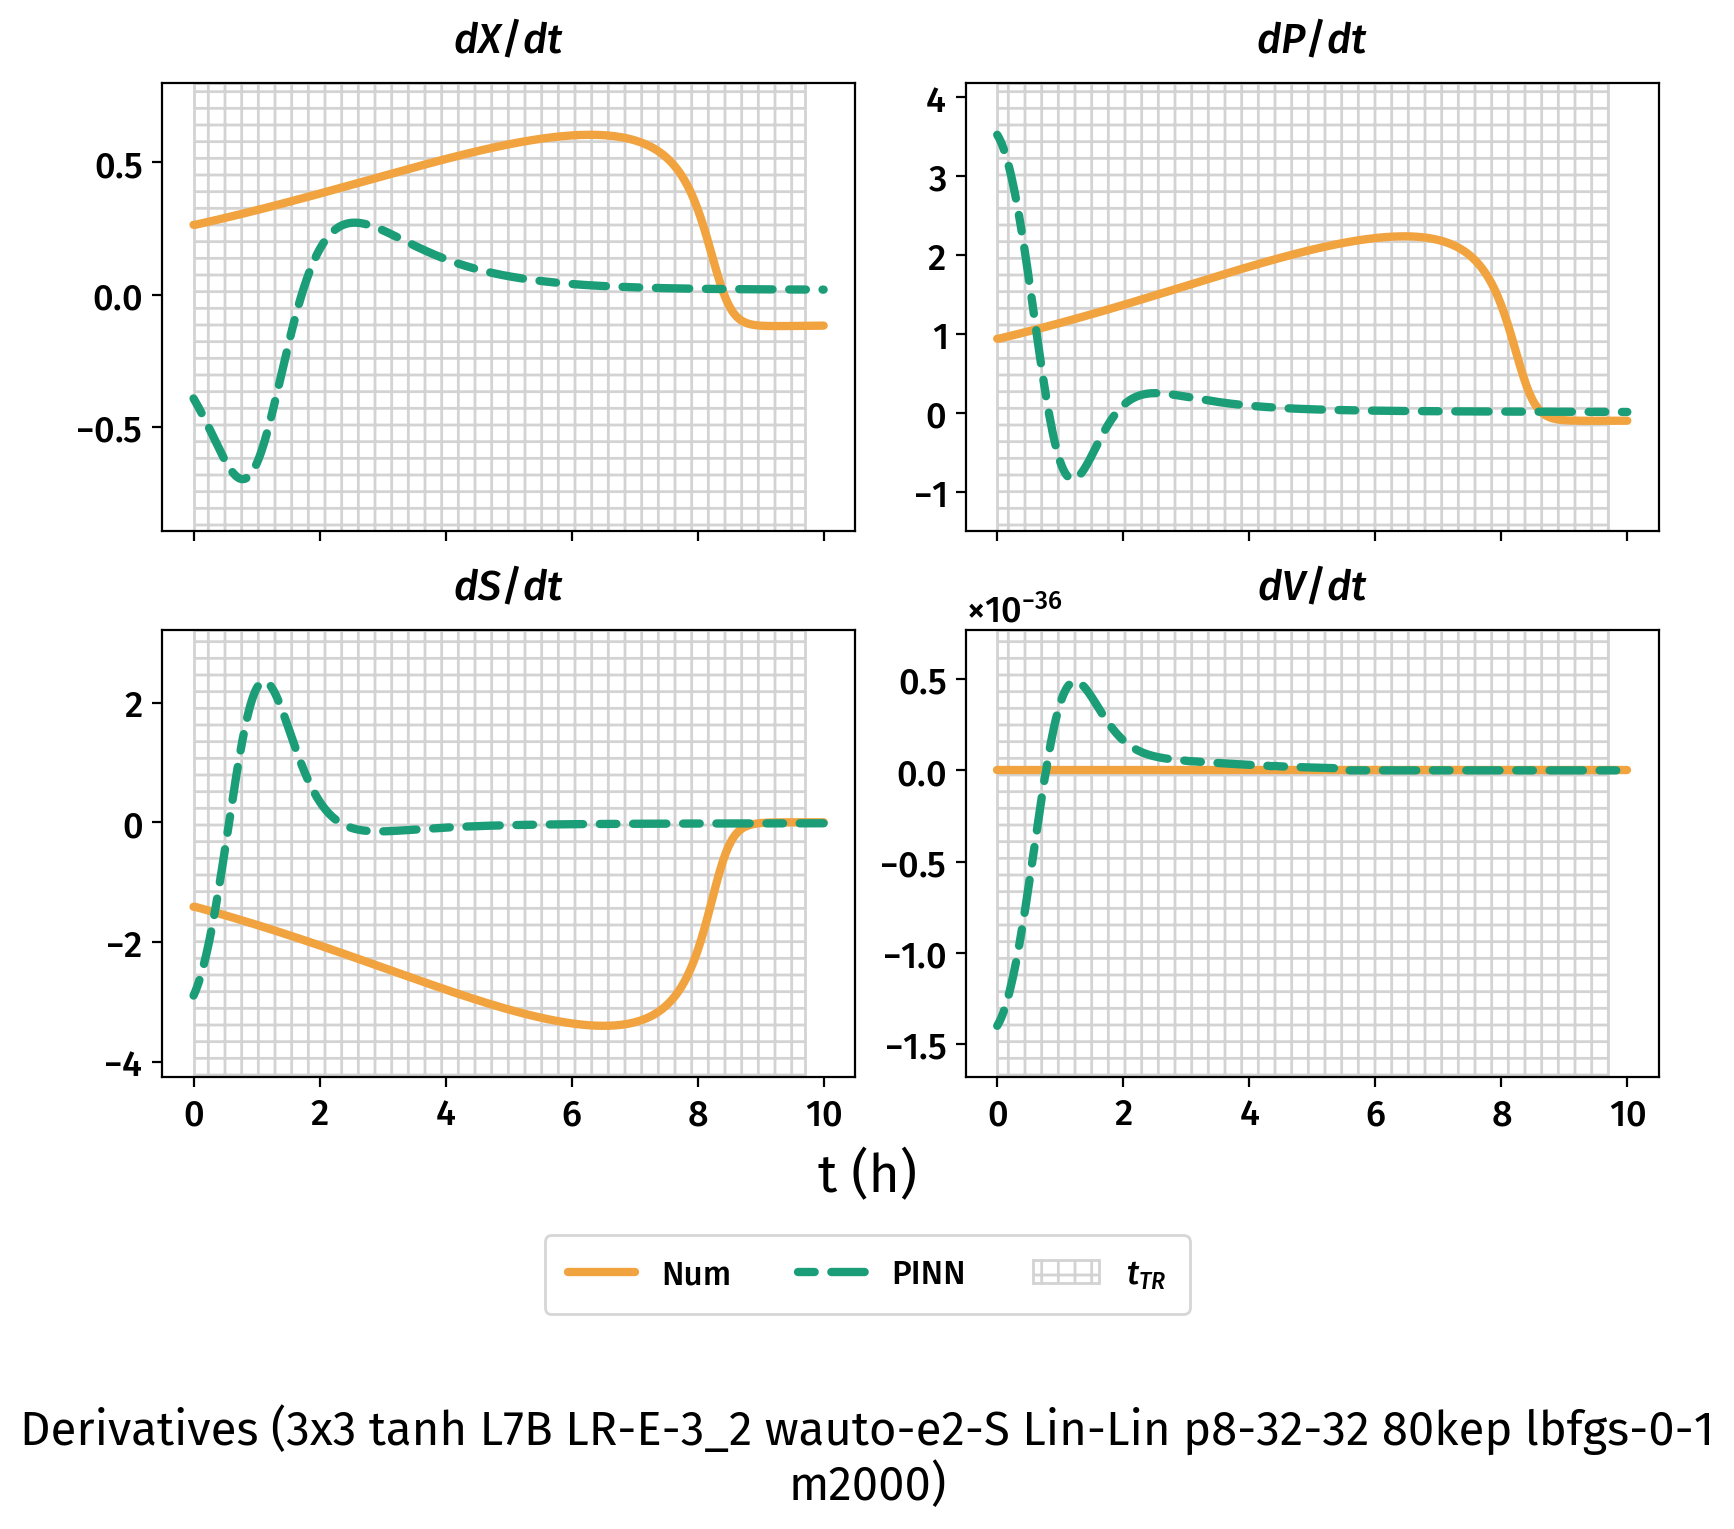 dX/dt
dP/dt
0.5
0.0
−0.5
4
3
2
1
0
−1
dS/dt
dV/dt
×10⁻³⁶
2
0
−2
−4
0.5
0.0
−0.5
−1.0
−1.5
0 2 4 6 8 10
0 2 4 6 8 10
t (h)
Num PINN t_TR
Derivatives (3x3 tanh L7B LR-E-3_2 wauto-e2-S Lin-Lin p8-32-32 80kep lbfgs-0-1
m2000)